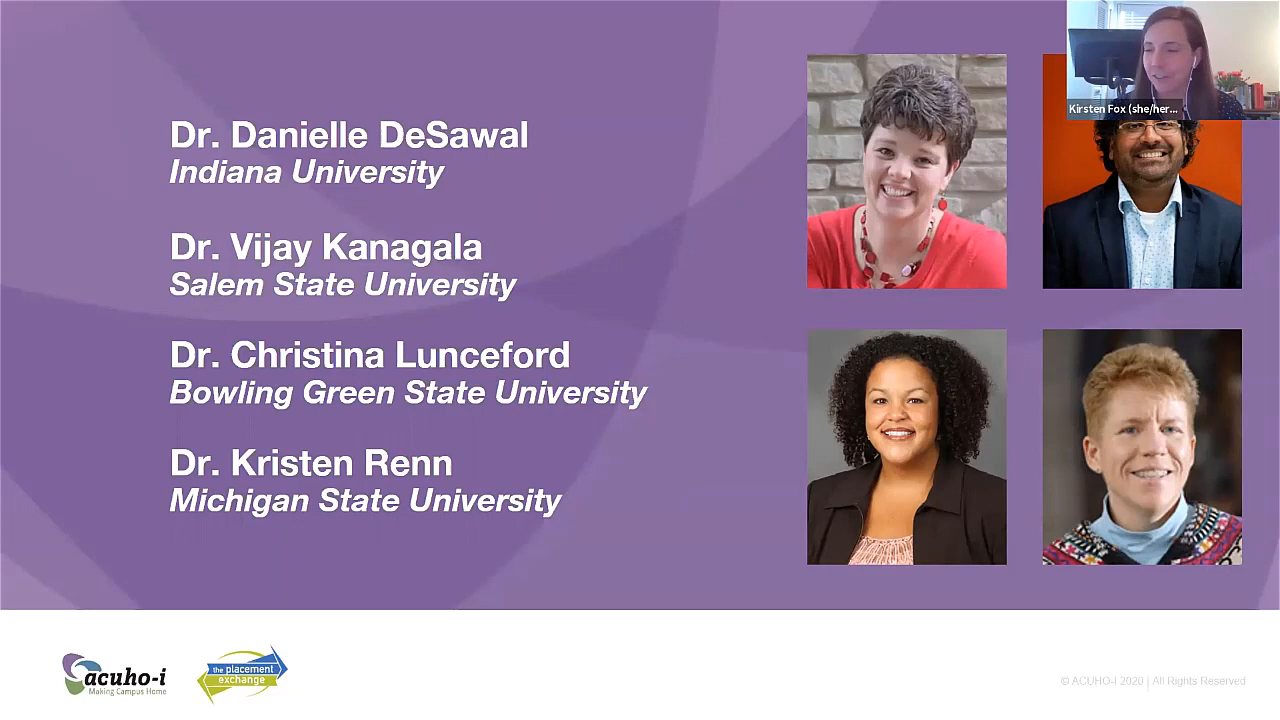 Dr. Danielle DeSawal
Indiana University
Dr. Vijay Kanagala
Salem State University
Dr. Christina Lunceford
Bowling Green State University
Dr. Kristen Renn
Michigan State University
Kirsten Fox (she/her...
acuho-i
Making Campus Home
the placement
exchange
© ACUHO-I 2020 | All Rights Reserved